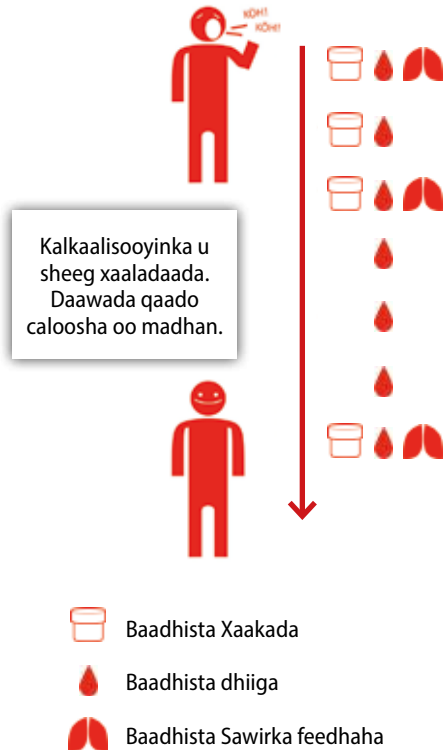 KOH!
KOH!!
Kalkaalisooyinka u
sheeg xaaladaada.
Daawada qaado
caloosha oo madhan.
Baadhista Xaakada
Baadhista dhiiga
Baadhista Sawirka feedhaha